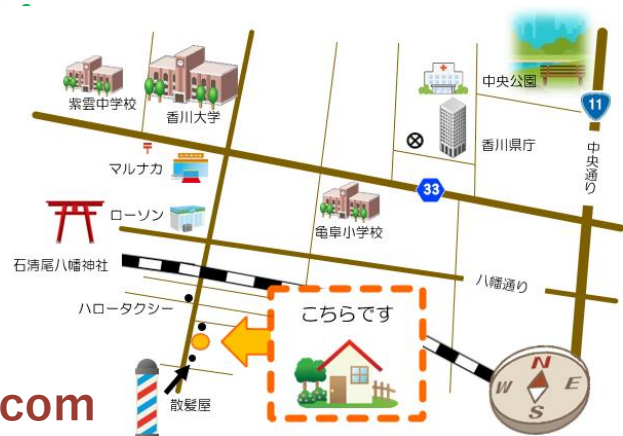 紫雲中学校
香川大学
中央公園
11
香川県庁
中央通り
マルナカ
33
ローソン
亀阜小学校
石清尾八幡神社
八幡通り
ハロータクシー
こちらです
散髪屋
com
N
W
E
S